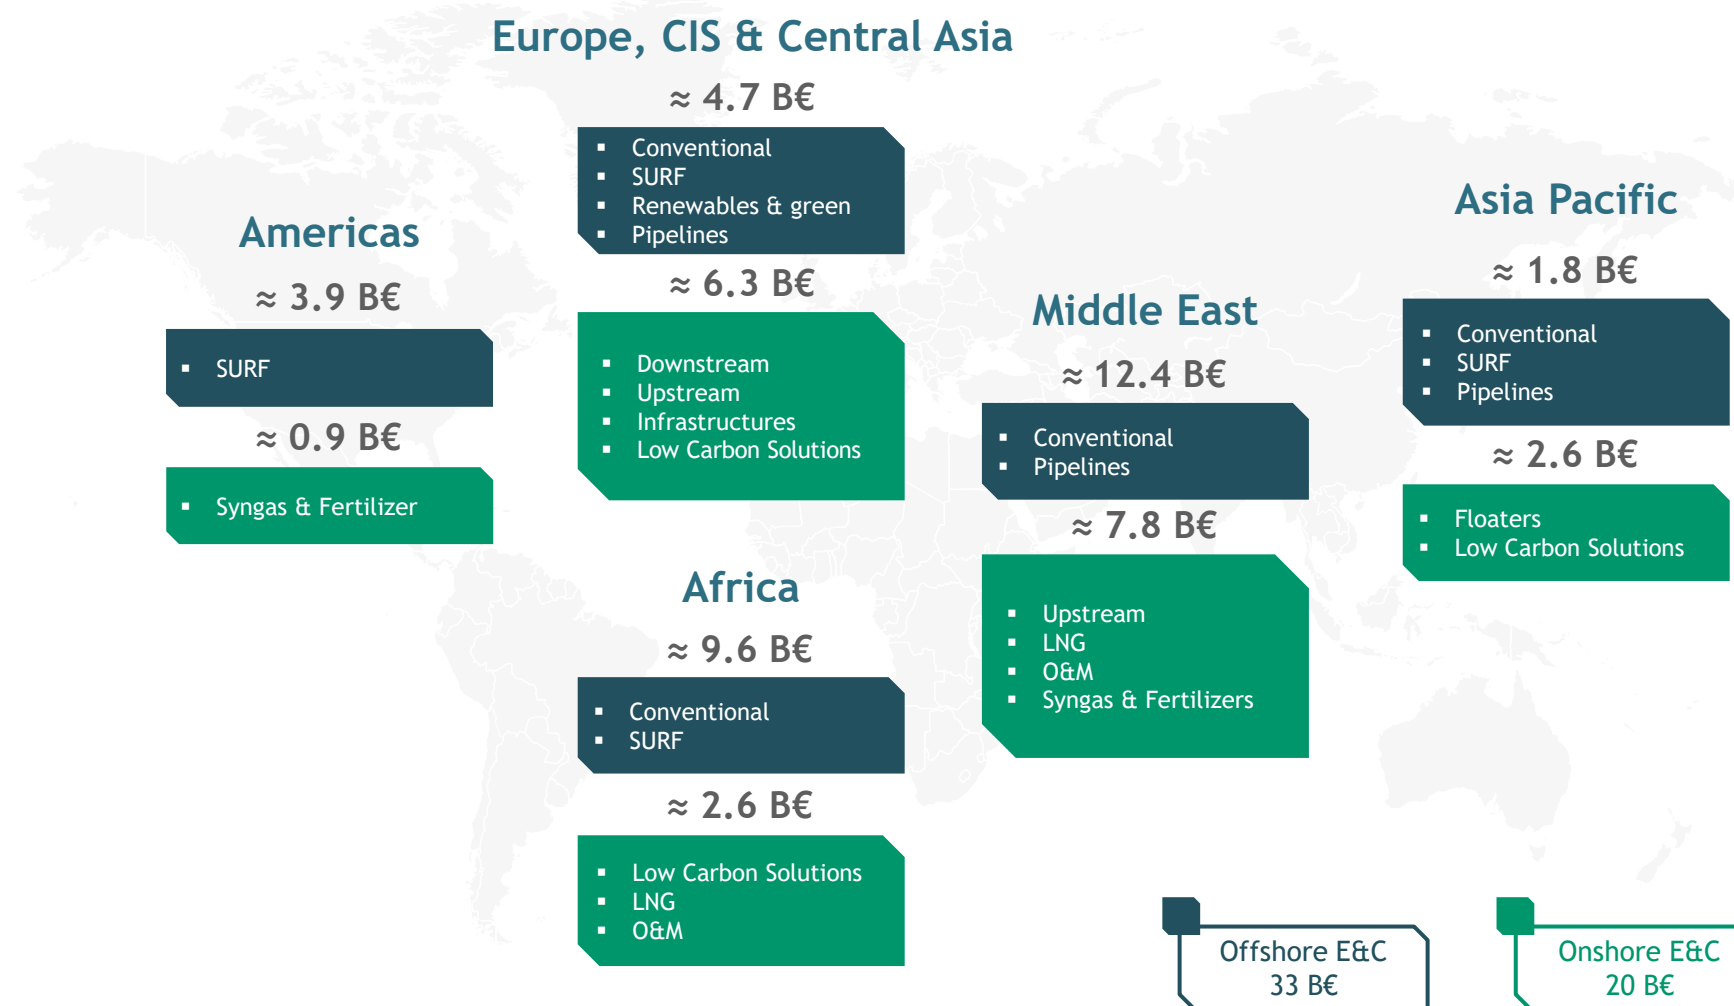 Europe, CIS & Central Asia
≈ 4.7 B€
▪ Conventional
▪ SURF
▪ Renewables & green
▪ Pipelines
≈ 6.3 B€
▪ Downstream
▪ Upstream
▪ Infrastructures
▪ Low Carbon Solutions
Americas
≈ 3.9 B€
▪ SURF
≈ 0.9 B€
▪ Syngas & Fertilizer
Africa
≈ 9.6 B€
▪ Conventional
▪ SURF
≈ 2.6 B€
▪ Low Carbon Solutions
▪ LNG
▪ O&M
Middle East
≈ 12.4 B€
▪ Conventional
▪ Pipelines
≈ 7.8 B€
▪ Upstream
▪ LNG
▪ O&M
▪ Syngas & Fertilizers
Asia Pacific
≈ 1.8 B€
▪ Conventional
▪ SURF
▪ Pipelines
≈ 2.6 B€
▪ Floaters
▪ Low Carbon Solutions
Offshore E&C
33 B€
Onshore E&C
20 B€